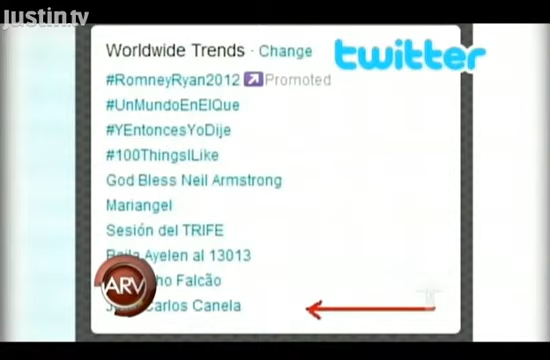 justin.tv
Worldwide Trends · Change
twitter
#RomneyRyan2012 Promoted
#UnMundoEnElQue
#YEntoncesYoDije
#100ThingsILike
God Bless Neil Armstrong
Mariangel
Sesión del TRIFE
Ayelen al 13013
Falcão
Carlos Canela
ARV